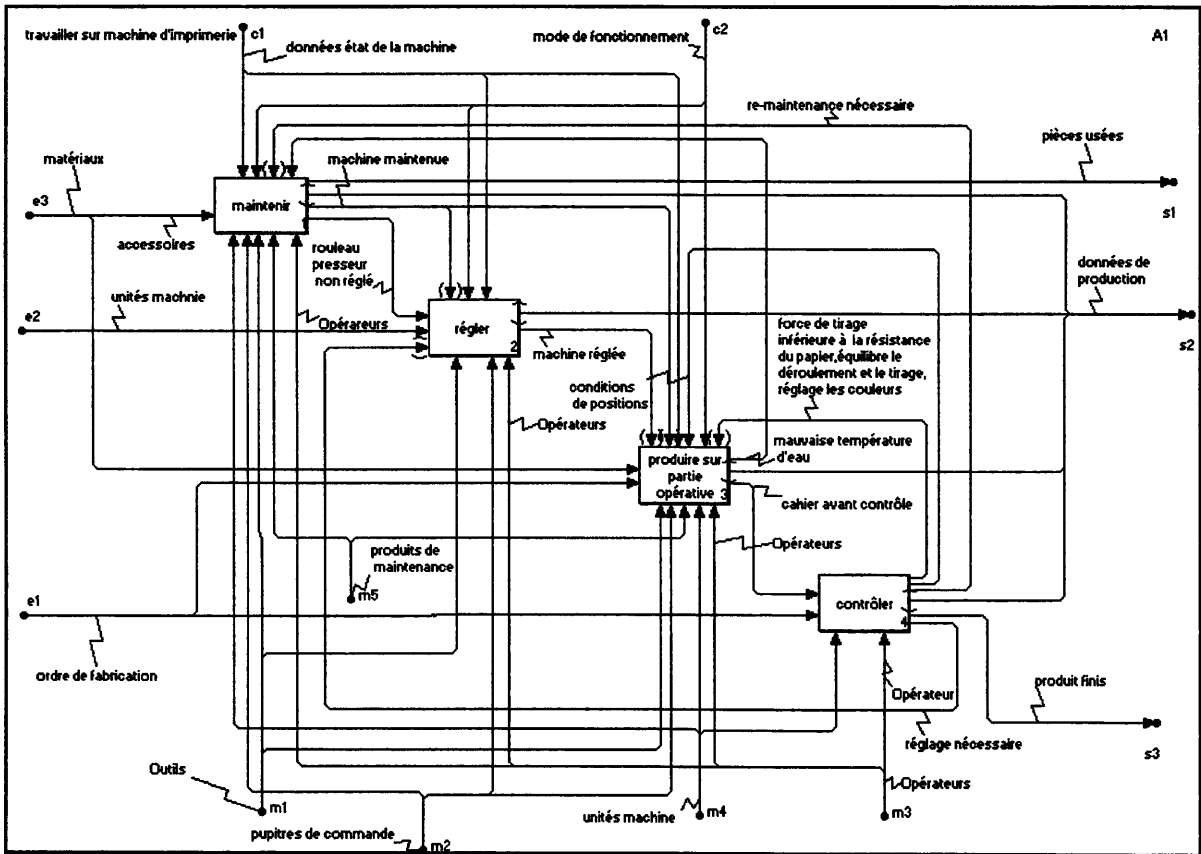 travailler sur machine d'imprimerie
c1
données état de la machine
mode de fonctionnement
c2
A1
re-maintenance nécessaire
pièces usées
matériaux
machine maintenue
maintenir
e3
s1
accessoires
rouleau
presseur
non réglé
données de
production
unités machnie
e2
Opérareurs
régler
2
s2
machine réglée
force de tirage
inférieure à la résistance
du papier,équilibre le
déroulement et le tirage,
réglage les couleurs
conditions
de positions
Opérateurs
mauvaise température
d'eau
produire sur
partie
opérative
3
cahier avant contrôle
Opérateurs
produits de
maintenance
m5
e1
contrôler
4
ordre de fabrication
Opérateur
produit finis
réglage nécessaire
s3
Outils
m1
Opérateurs
unités machine
m4
m3
pupitres de commande
m2